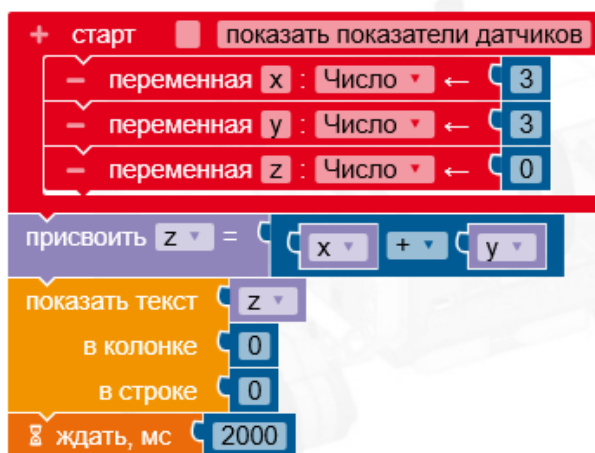 + старт показать показатели датчиков
− переменная x : Число ← 3
− переменная y : Число ← 3
− переменная z : Число ← 0
присвоить z = x + y
показать текст z
в колонке 0
в строке 0
ждать, мс 2000